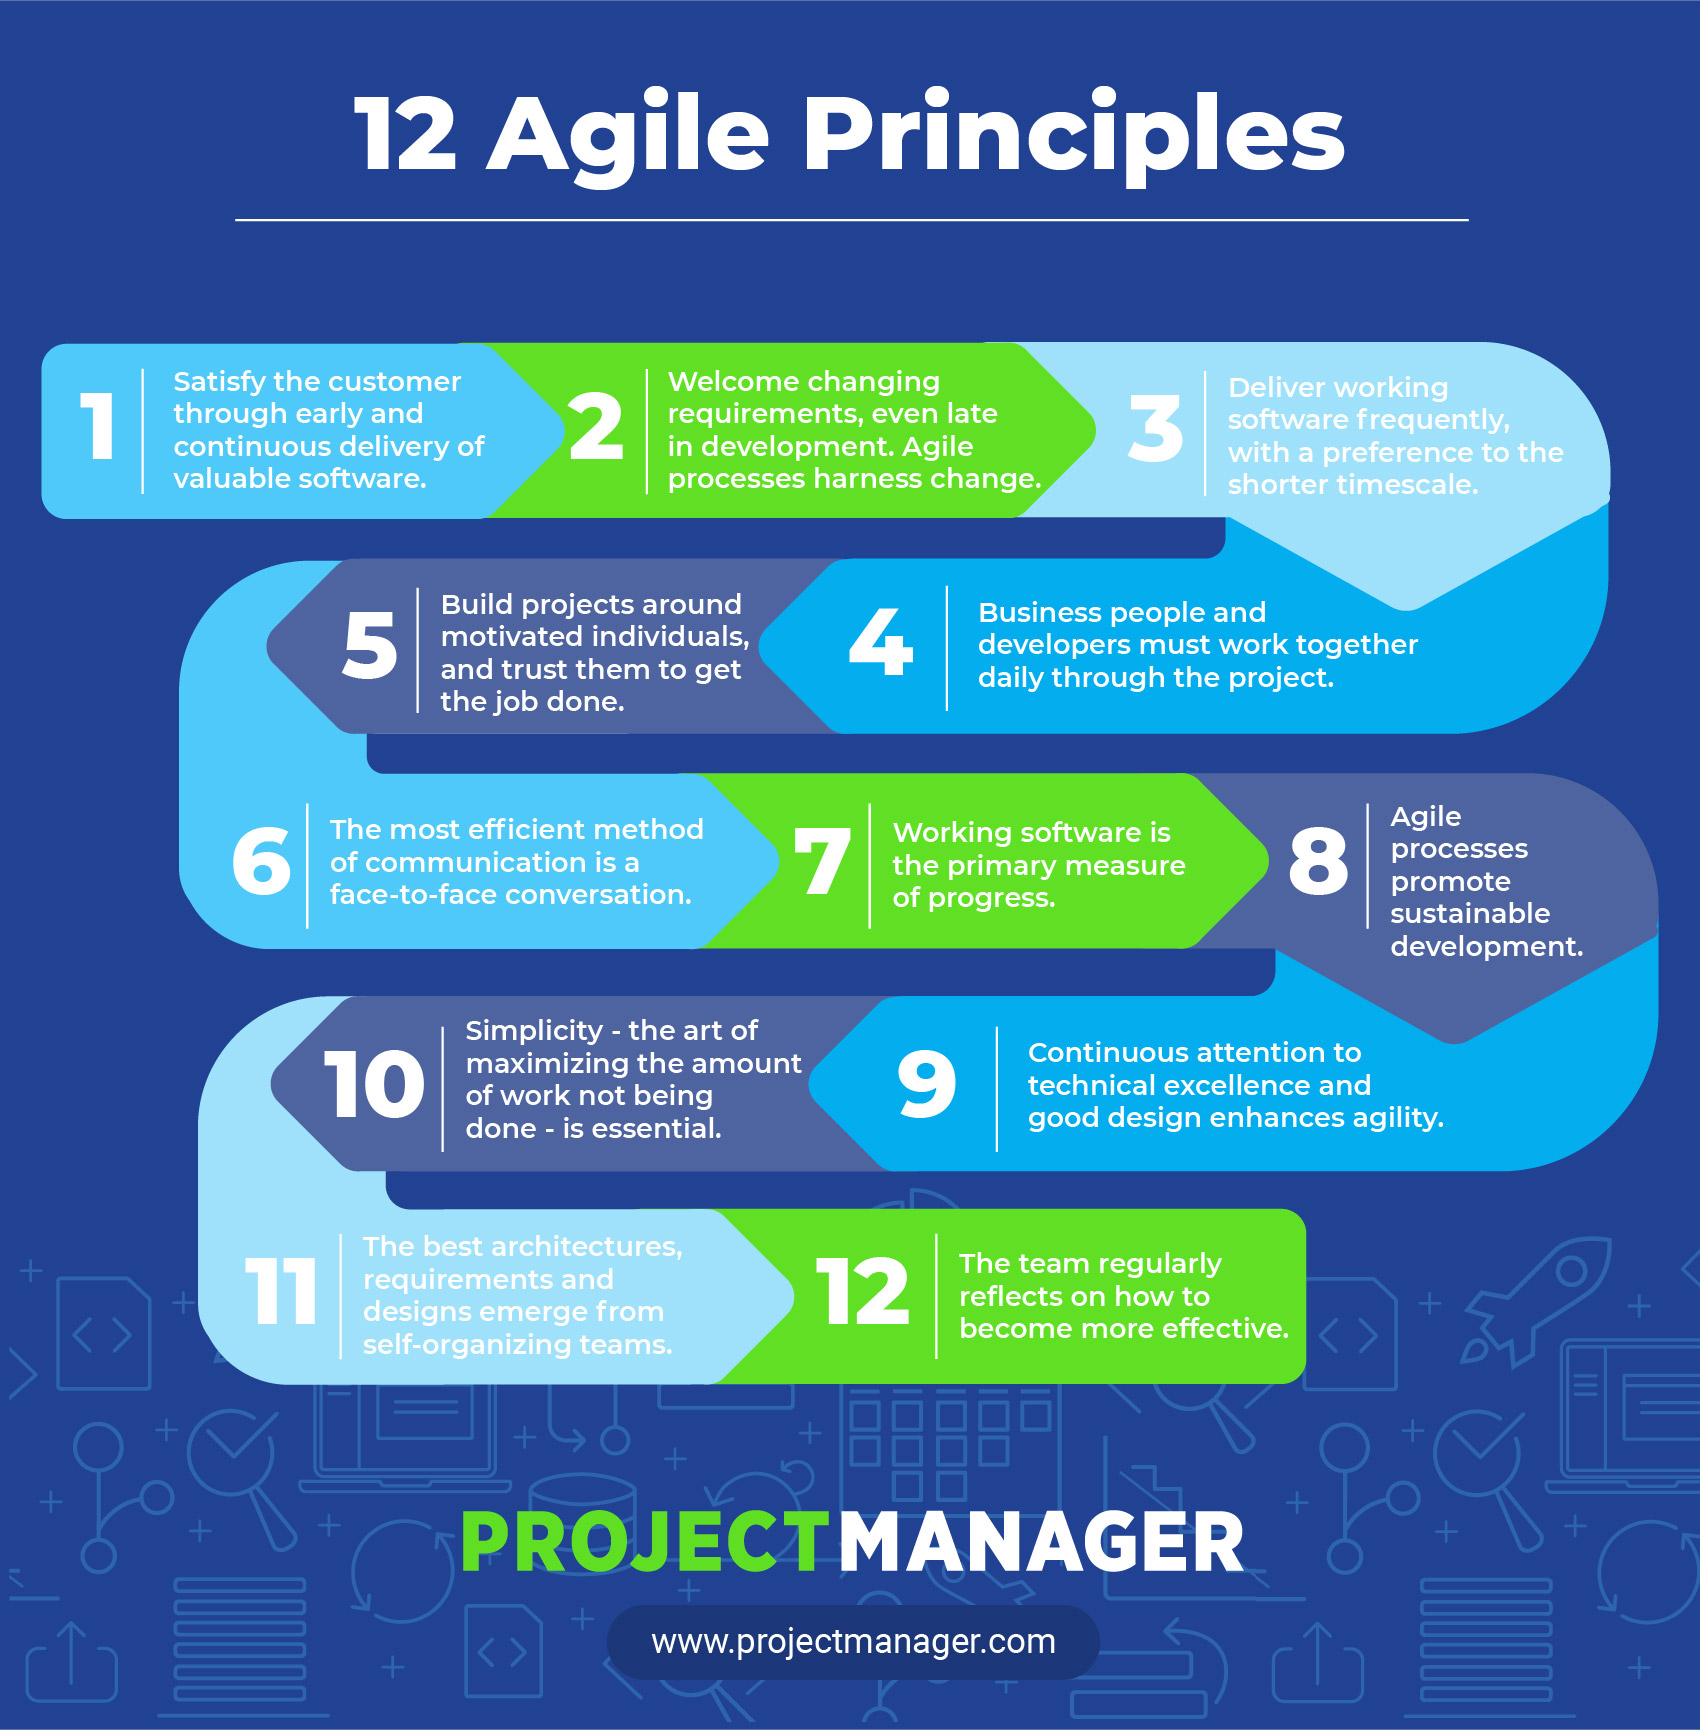 12 Agile Principles
1
Satisfy the customer
through early and
continuous delivery of
valuable software.
2
Welcome changing
requirements, even late
in development. Agile
processes harness change.
3
Deliver working
software frequently,
with a preference to the
shorter timescale.
4
Business people and
developers must work together
daily through the project.
5
Build projects around
motivated individuals,
and trust them to get
the job done.
6
The most efficient method
of communication is a
face-to-face conversation.
7
Working software is
the primary measure
of progress.
8
Agile
processes
promote
sustainable
development.
9
Continuous attention to
technical excellence and
good design enhances agility.
10
Simplicity - the art of
maximizing the amount
of work not being
done - is essential.
11
The best architectures,
requirements and
designs emerge from
self-organizing teams.
12
The team regularly
reflects on how to
become more effective.
PROJECTMANAGER
www.projectmanager.com